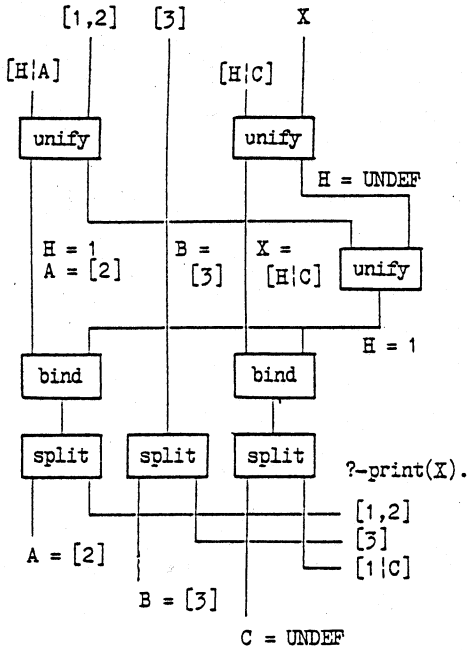 [1,2] [3] X
[H¦A]
[H¦C]
unify
unify
H = UNDEF
H = 1
A = [2]
B =
[3]
X =
[H¦C]
unify
H = 1
bind
bind
split
split
split
?-print(X).
[1,2]
[3]
[1¦C]
A = [2]
B = [3]
C = UNDEF